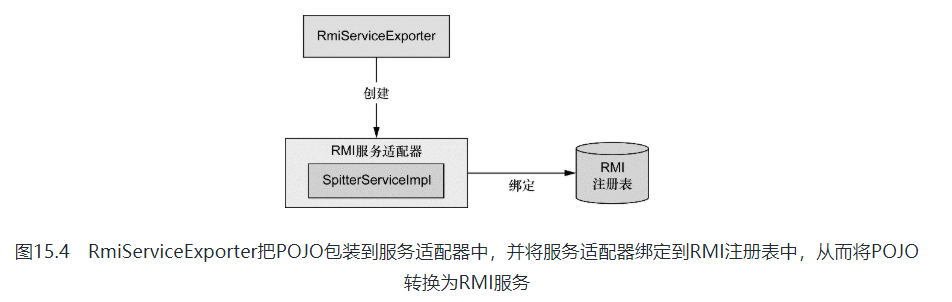 RmiServiceExporter
创建
RMI服务适配器
SpitterServiceImpl
绑定
RMI
注册表
图15.4 RmiServiceExporter把POJO包装到服务适配器中，并将服务适配器绑定到RMI注册表中，从而将POJO
转换为RMI服务